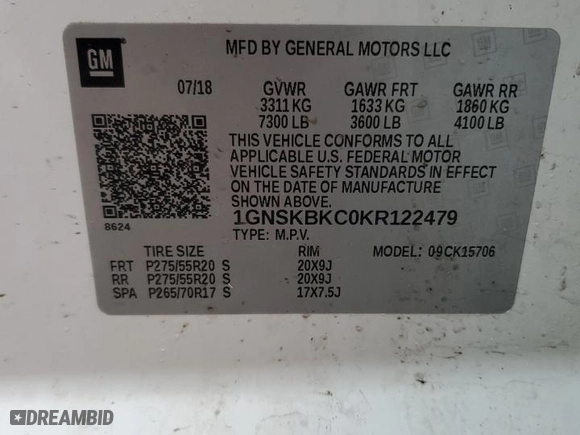 GM
MFD BY GENERAL MOTORS LLC
07/18 GVWR GAWR FRT GAWR RR
3311 KG 1633 KG 1860 KG
7300 LB 3600 LB 4100 LB
THIS VEHICLE CONFORMS TO ALL
APPLICABLE U.S. FEDERAL MOTOR
VEHICLE SAFETY STANDARDS IN EFFECT
ON THE DATE OF MANUFACTURE
SHOWN ABOVE.
8624
1GNSKBKC0KR122479
TYPE: M.P.V. MODEL: 09CK15706
TIRE SIZE RIM
FRT P275/55R20 S 20X9J
RR P275/55R20 S 20X9J
SPA P265/70R17 S 17X7.5J
DREAMBID